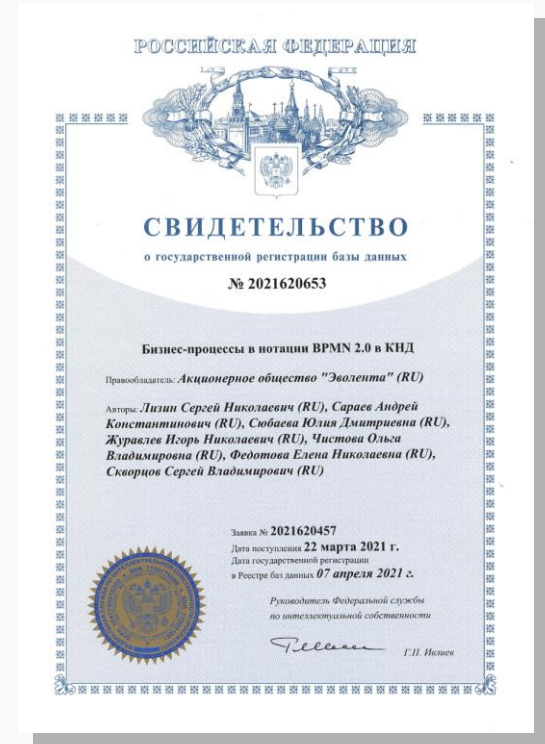 РОССИЙСКАЯ ФЕДЕРАЦИЯ
СВИДЕТЕЛЬСТВО
о государственной регистрации базы данных
№ 2021620653
Бизнес-процессы в нотации BPMN 2.0 в КНД
Правообладатель: Акционерное общество "Эволента" (RU)
Авторы: Лизин Сергей Николаевич (RU), Сараев Андрей
Константинович (RU), Сюбаева Юлия Дмитриевна (RU),
Журавлев Игорь Николаевич (RU), Чистова Ольга
Владимировна (RU), Федотова Елена Николаевна (RU),
Скворцов Сергей Владимирович (RU)
Заявка № 2021620457
Дата поступления 22 марта 2021 г.
Дата государственной регистрации
в Реестре баз данных 07 апреля 2021 г.
Руководитель Федеральной службы
по интеллектуальной собственности
Г.П. Ивлиев